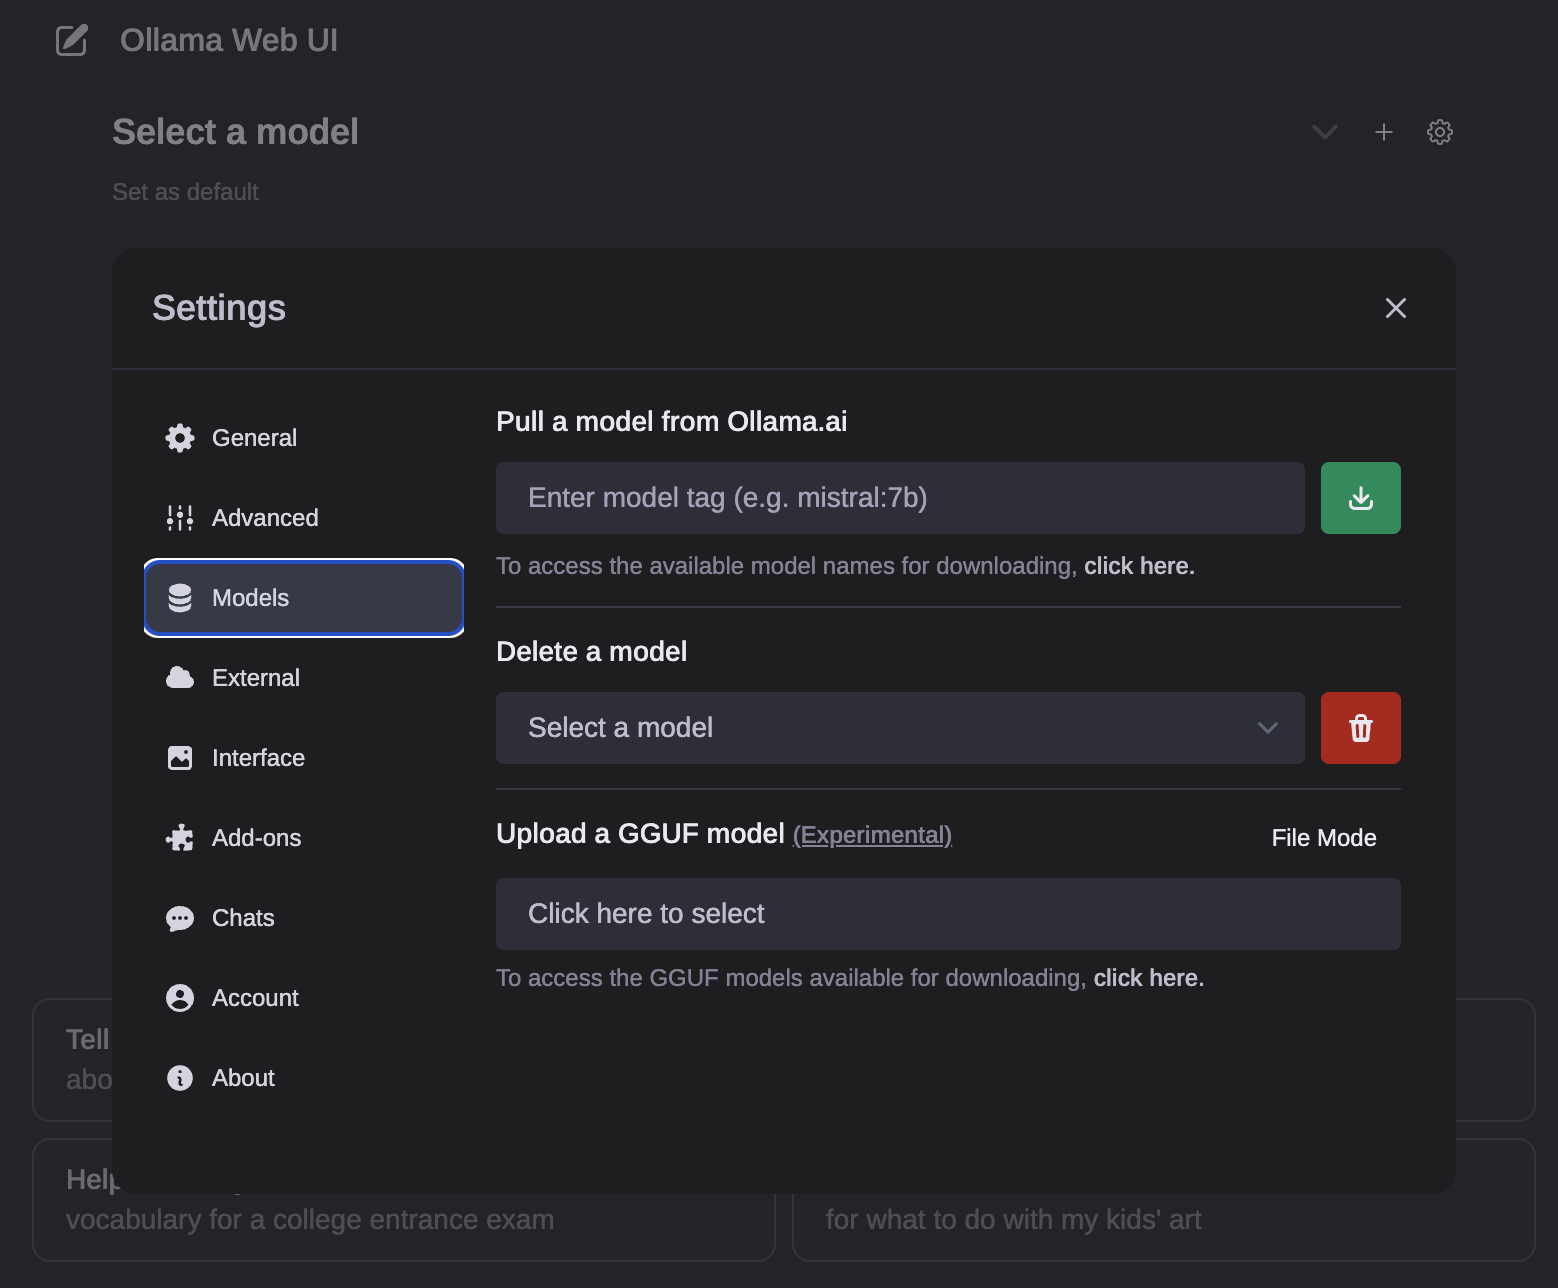 Ollama Web UI
Select a model
Set as default
Settings
General
Advanced
Models
External
Interface
Add-ons
Chats
Account
About
Pull a model from Ollama.ai
Enter model tag (e.g. mistral:7b)
To access the available model names for downloading, click here.
Delete a model
Select a model
Upload a GGUF model (Experimental)
File Mode
Click here to select
To access the GGUF models available for downloading, click here.
Tell
Help
vocabulary for a college entrance exam
for what to do with my kids' art